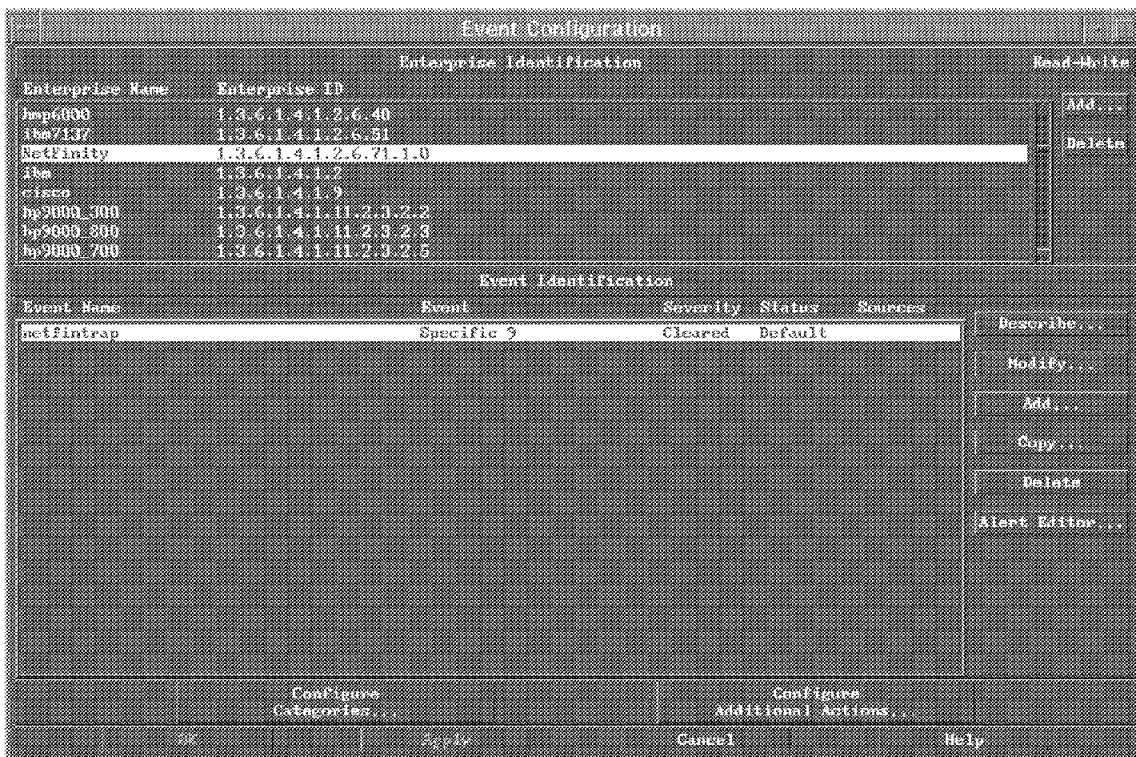 Event Configuration
Enterprise Identification Read-Write
Enterprise Name Enterprise ID
hmp6000 1.3.6.1.4.1.2.6.40
ibm7137 1.3.6.1.4.1.2.6.51
Netfinity 1.3.6.1.4.1.2.6.71.1.0
ibm 1.3.6.1.4.1.2
cisco 1.3.6.1.4.1.9
hp9000_300 1.3.6.1.4.1.11.2.3.2.2
hp9000_800 1.3.6.1.4.1.11.2.3.2.3
hp9000_700 1.3.6.1.4.1.11.2.3.2.5
Add...
Delete
Event Identification
Event Name Event Severity Status Sources
netfintrap Specific 9 Cleared Default
Describe...
Modify...
Add...
Copy...
Delete
Alert Editor...
Configure
Categories...
Configure
Additional Actions...
OK Apply Cancel Help